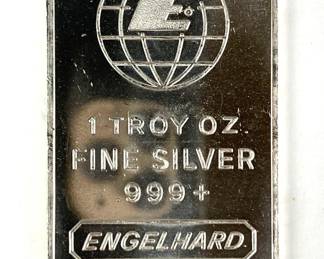 E
1 TROY OZ.
FINE SILVER
999+
ENGELHARD